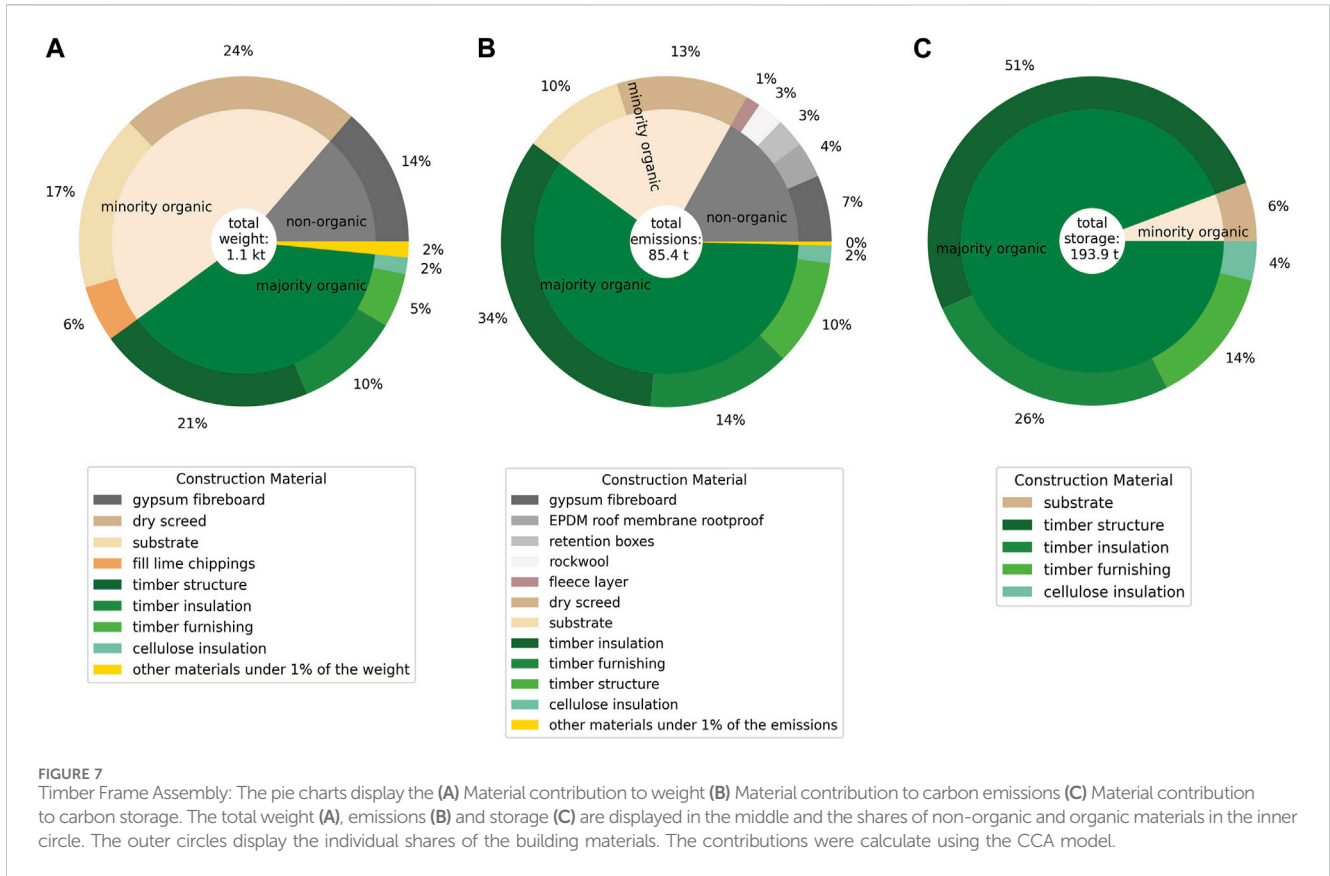 A
24%
14%
17%
minority organic
non-organic
total
weight:
1.1 kt
2%
2%
majority organic
5%
6%
10%
21%
Construction Material
gypsum fibreboard
dry screed
substrate
fill lime chippings
timber structure
timber insulation
timber furnishing
cellulose insulation
other materials under 1% of the weight
B
13%
10%
1%
3%
3%
4%
minority organic
7%
non-organic
total
emissions:
85.4 t
0%
2%
majority organic
34%
10%
14%
Construction Material
gypsum fibreboard
EPDM roof membrane rootproof
retention boxes
rockwool
fleece layer
dry screed
substrate
timber insulation
timber furnishing
timber structure
cellulose insulation
other materials under 1% of the emissions
C
51%
6%
minority organic
total
storage:
193.9 t
majority organic
4%
14%
26%
Construction Material
substrate
timber structure
timber insulation
timber furnishing
cellulose insulation
FIGURE 7
Timber Frame Assembly: The pie charts display the (A) Material contribution to weight (B) Material contribution to carbon emissions (C) Material contribution
to carbon storage. The total weight (A), emissions (B) and storage (C) are displayed in the middle and the shares of non-organic and organic materials in the inner
circle. The outer circles display the individual shares of the building materials. The contributions were calculate using the CCA model.